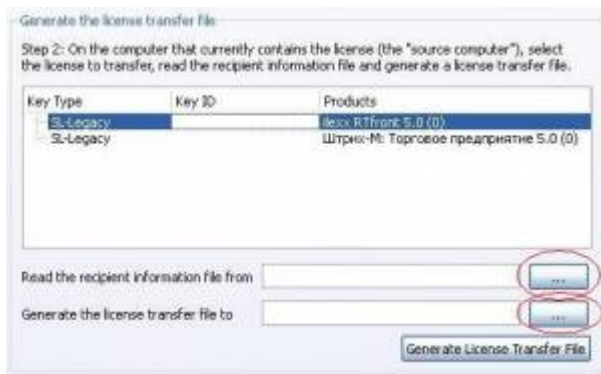 Generate the license transfer file
Step 2: On the computer that currently contains the license (the "source computer"), select
the license to transfer, read the recipient information file and generate a license transfer file.
Key Type Key ID Products
SL-Legacy ilexx RTfront 5.0 (0)
SL-Legacy Штрих-М: Торговое предприятие 5.0 (0)
Read the recipient information file from ...
Generate the license transfer file to ...
Generate License Transfer File